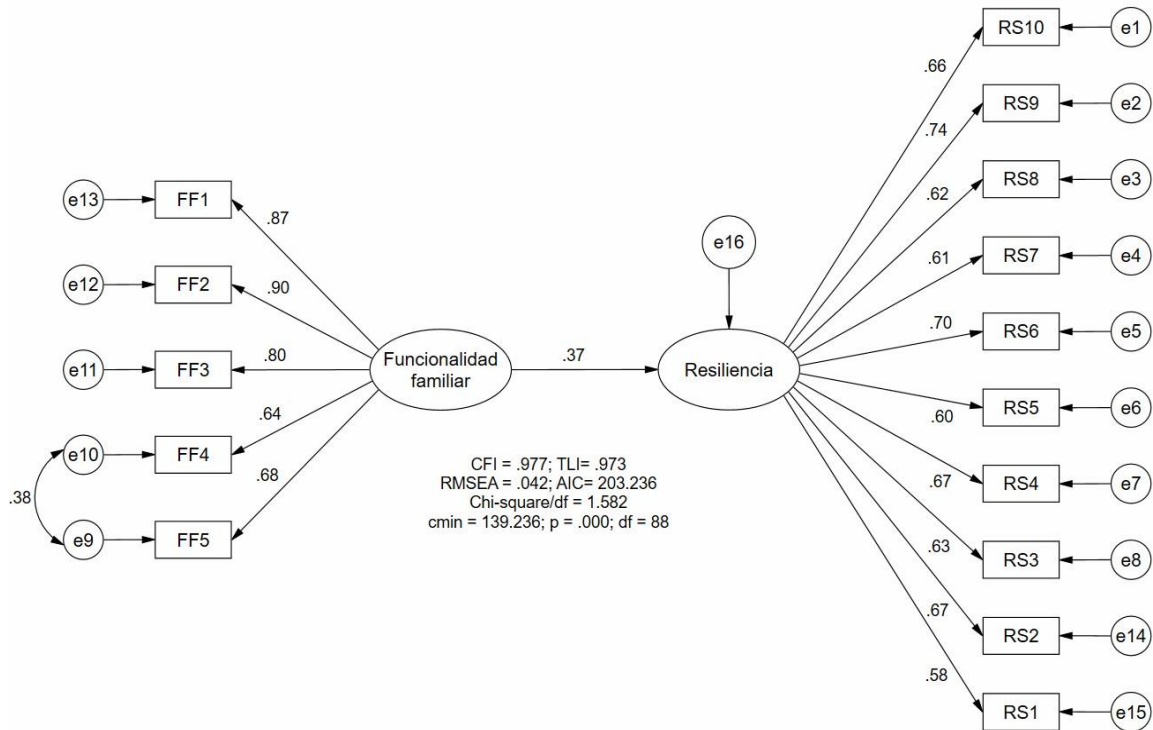 RS10
e1
.66
RS9
e2
.74
RS8
e3
.62
RS7
e4
.61
RS6
e5
.70
RS5
e6
.60
RS4
e7
.67
RS3
e8
.63
RS2
e14
.67
RS1
e15
.58
e16
Resiliencia
.37
Funcionalidad
familiar
e13
FF1
.87
e12
FF2
.90
e11
FF3
.80
e10
FF4
.64
e9
FF5
.68
.38
CFI = .977; TLI= .973
RMSEA = .042; AIC= 203.236
Chi-square/df = 1.582
cmin = 139.236; p = .000; df = 88